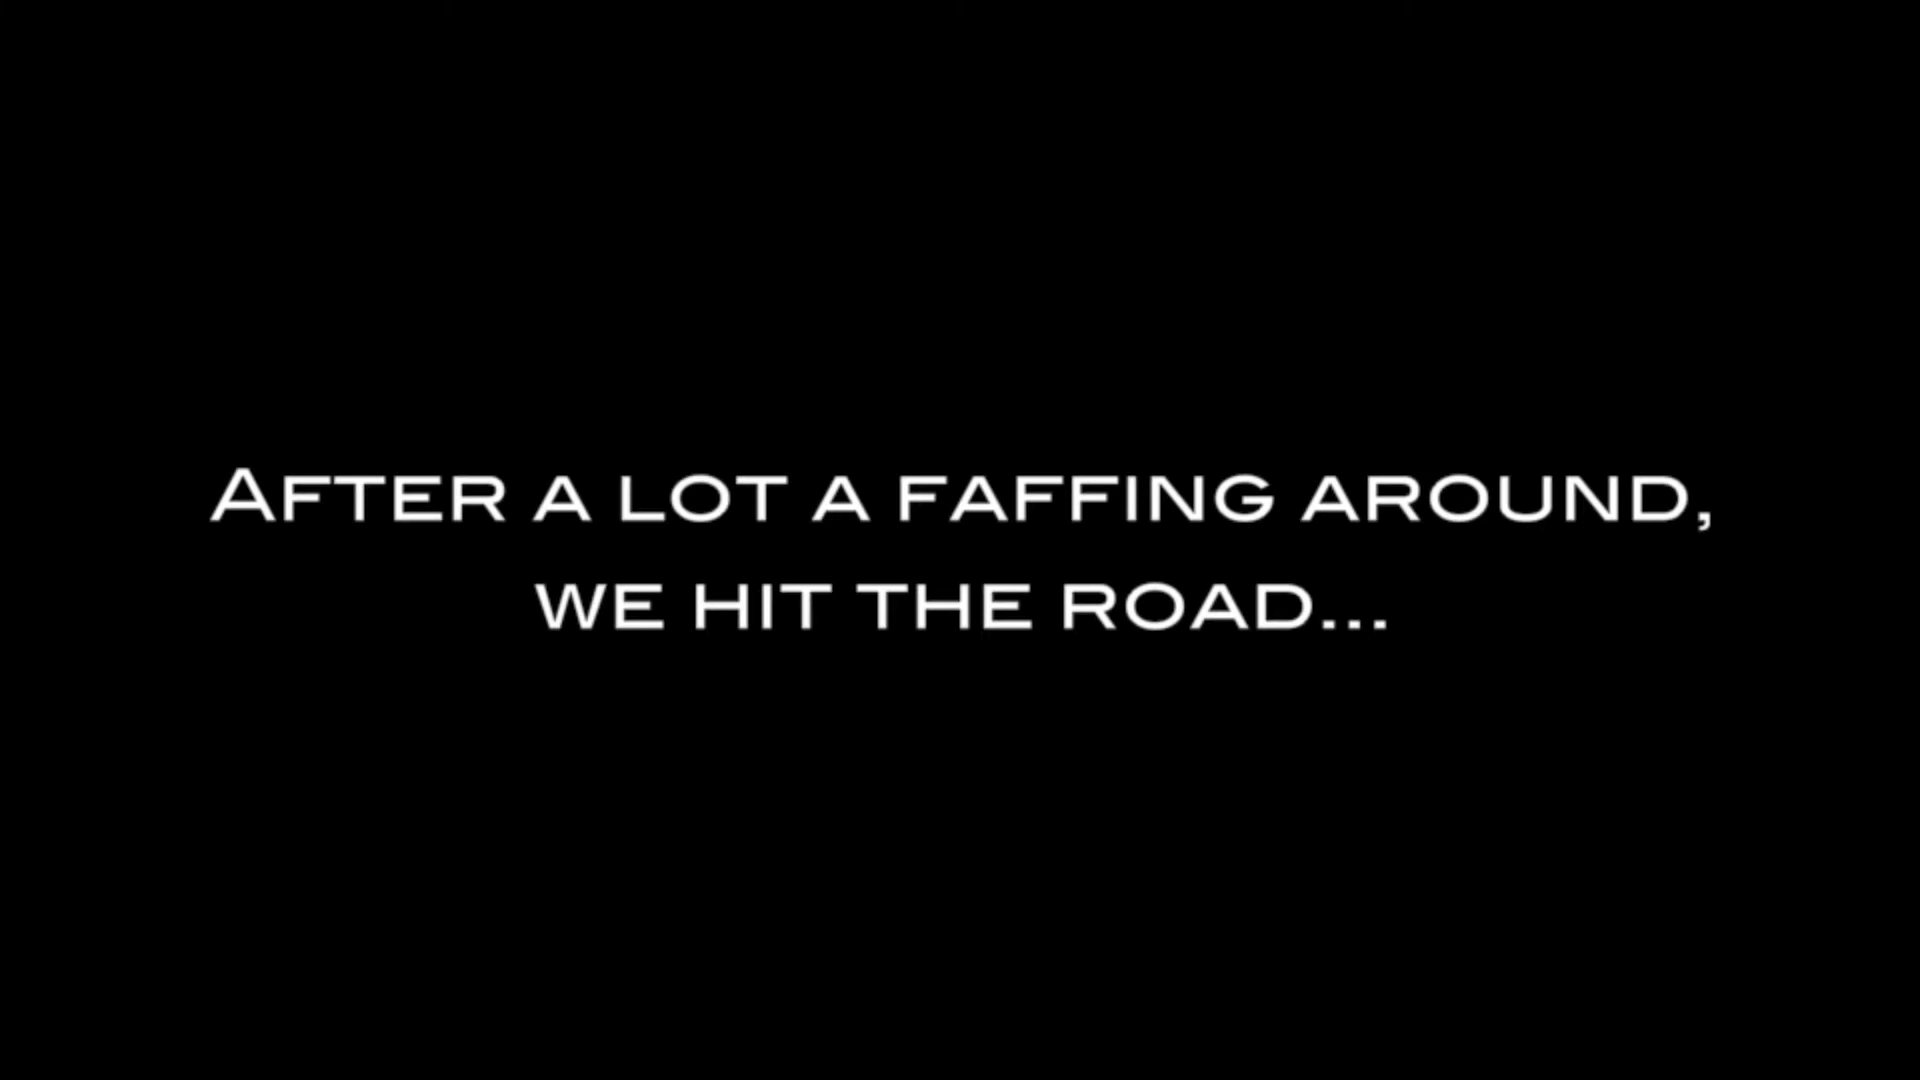 After a lot a faffing around,
we hit the road...